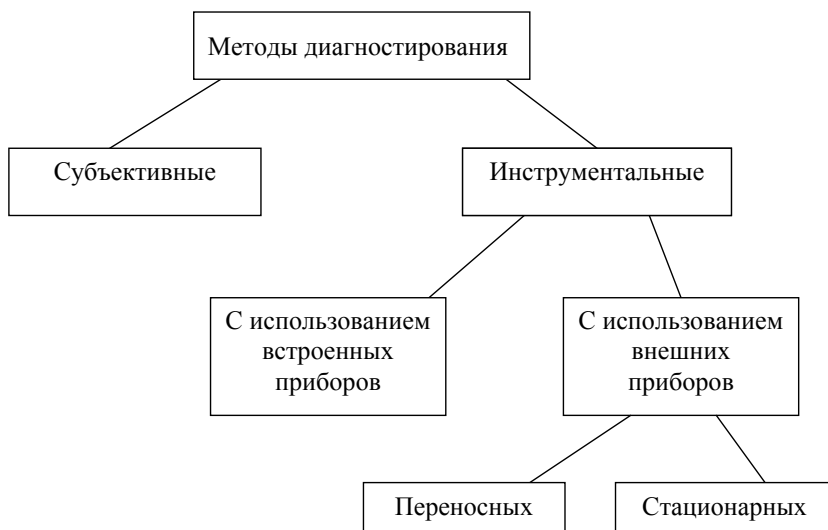 Методы диагностирования
Субъективные
Инструментальные
С использованием
встроенных
приборов
С использованием
внешних
приборов
Переносных
Стационарных